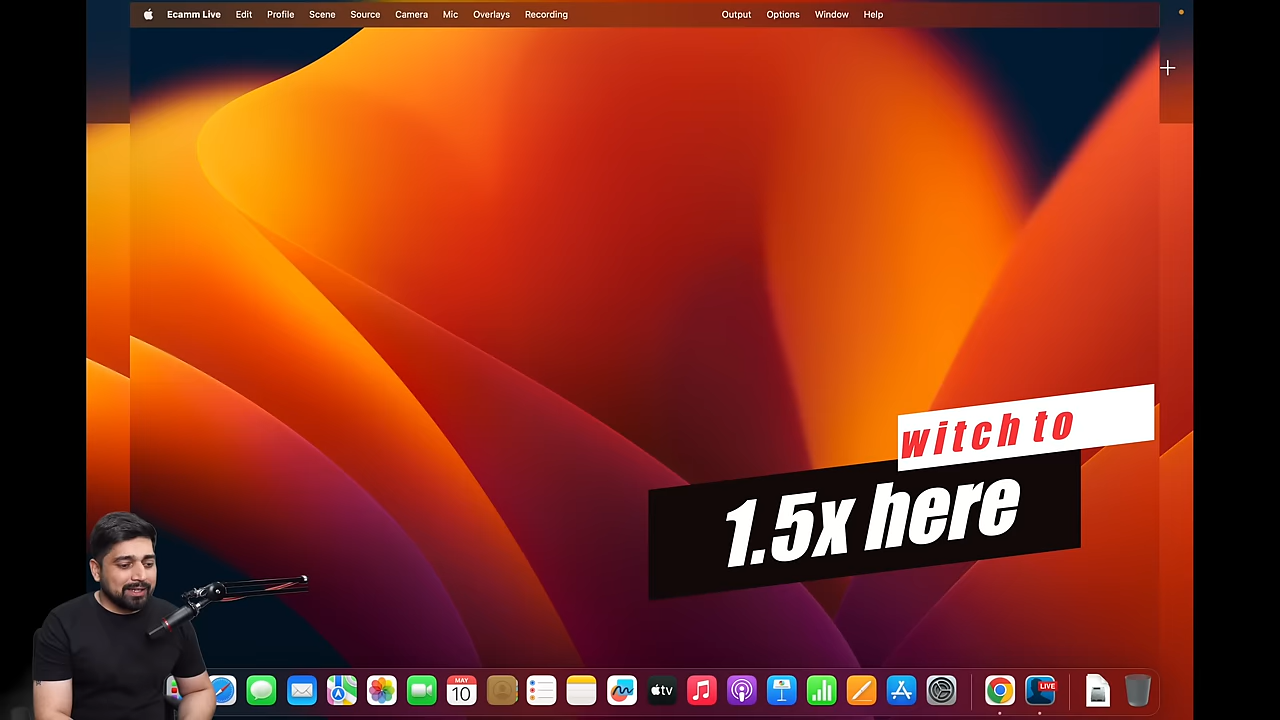 Ecamm Live Edit Profile Scene Source Camera Mic Overlays Recording Output Options Window Help
witch to
1.5x here
MAY
10
tv
LIVE